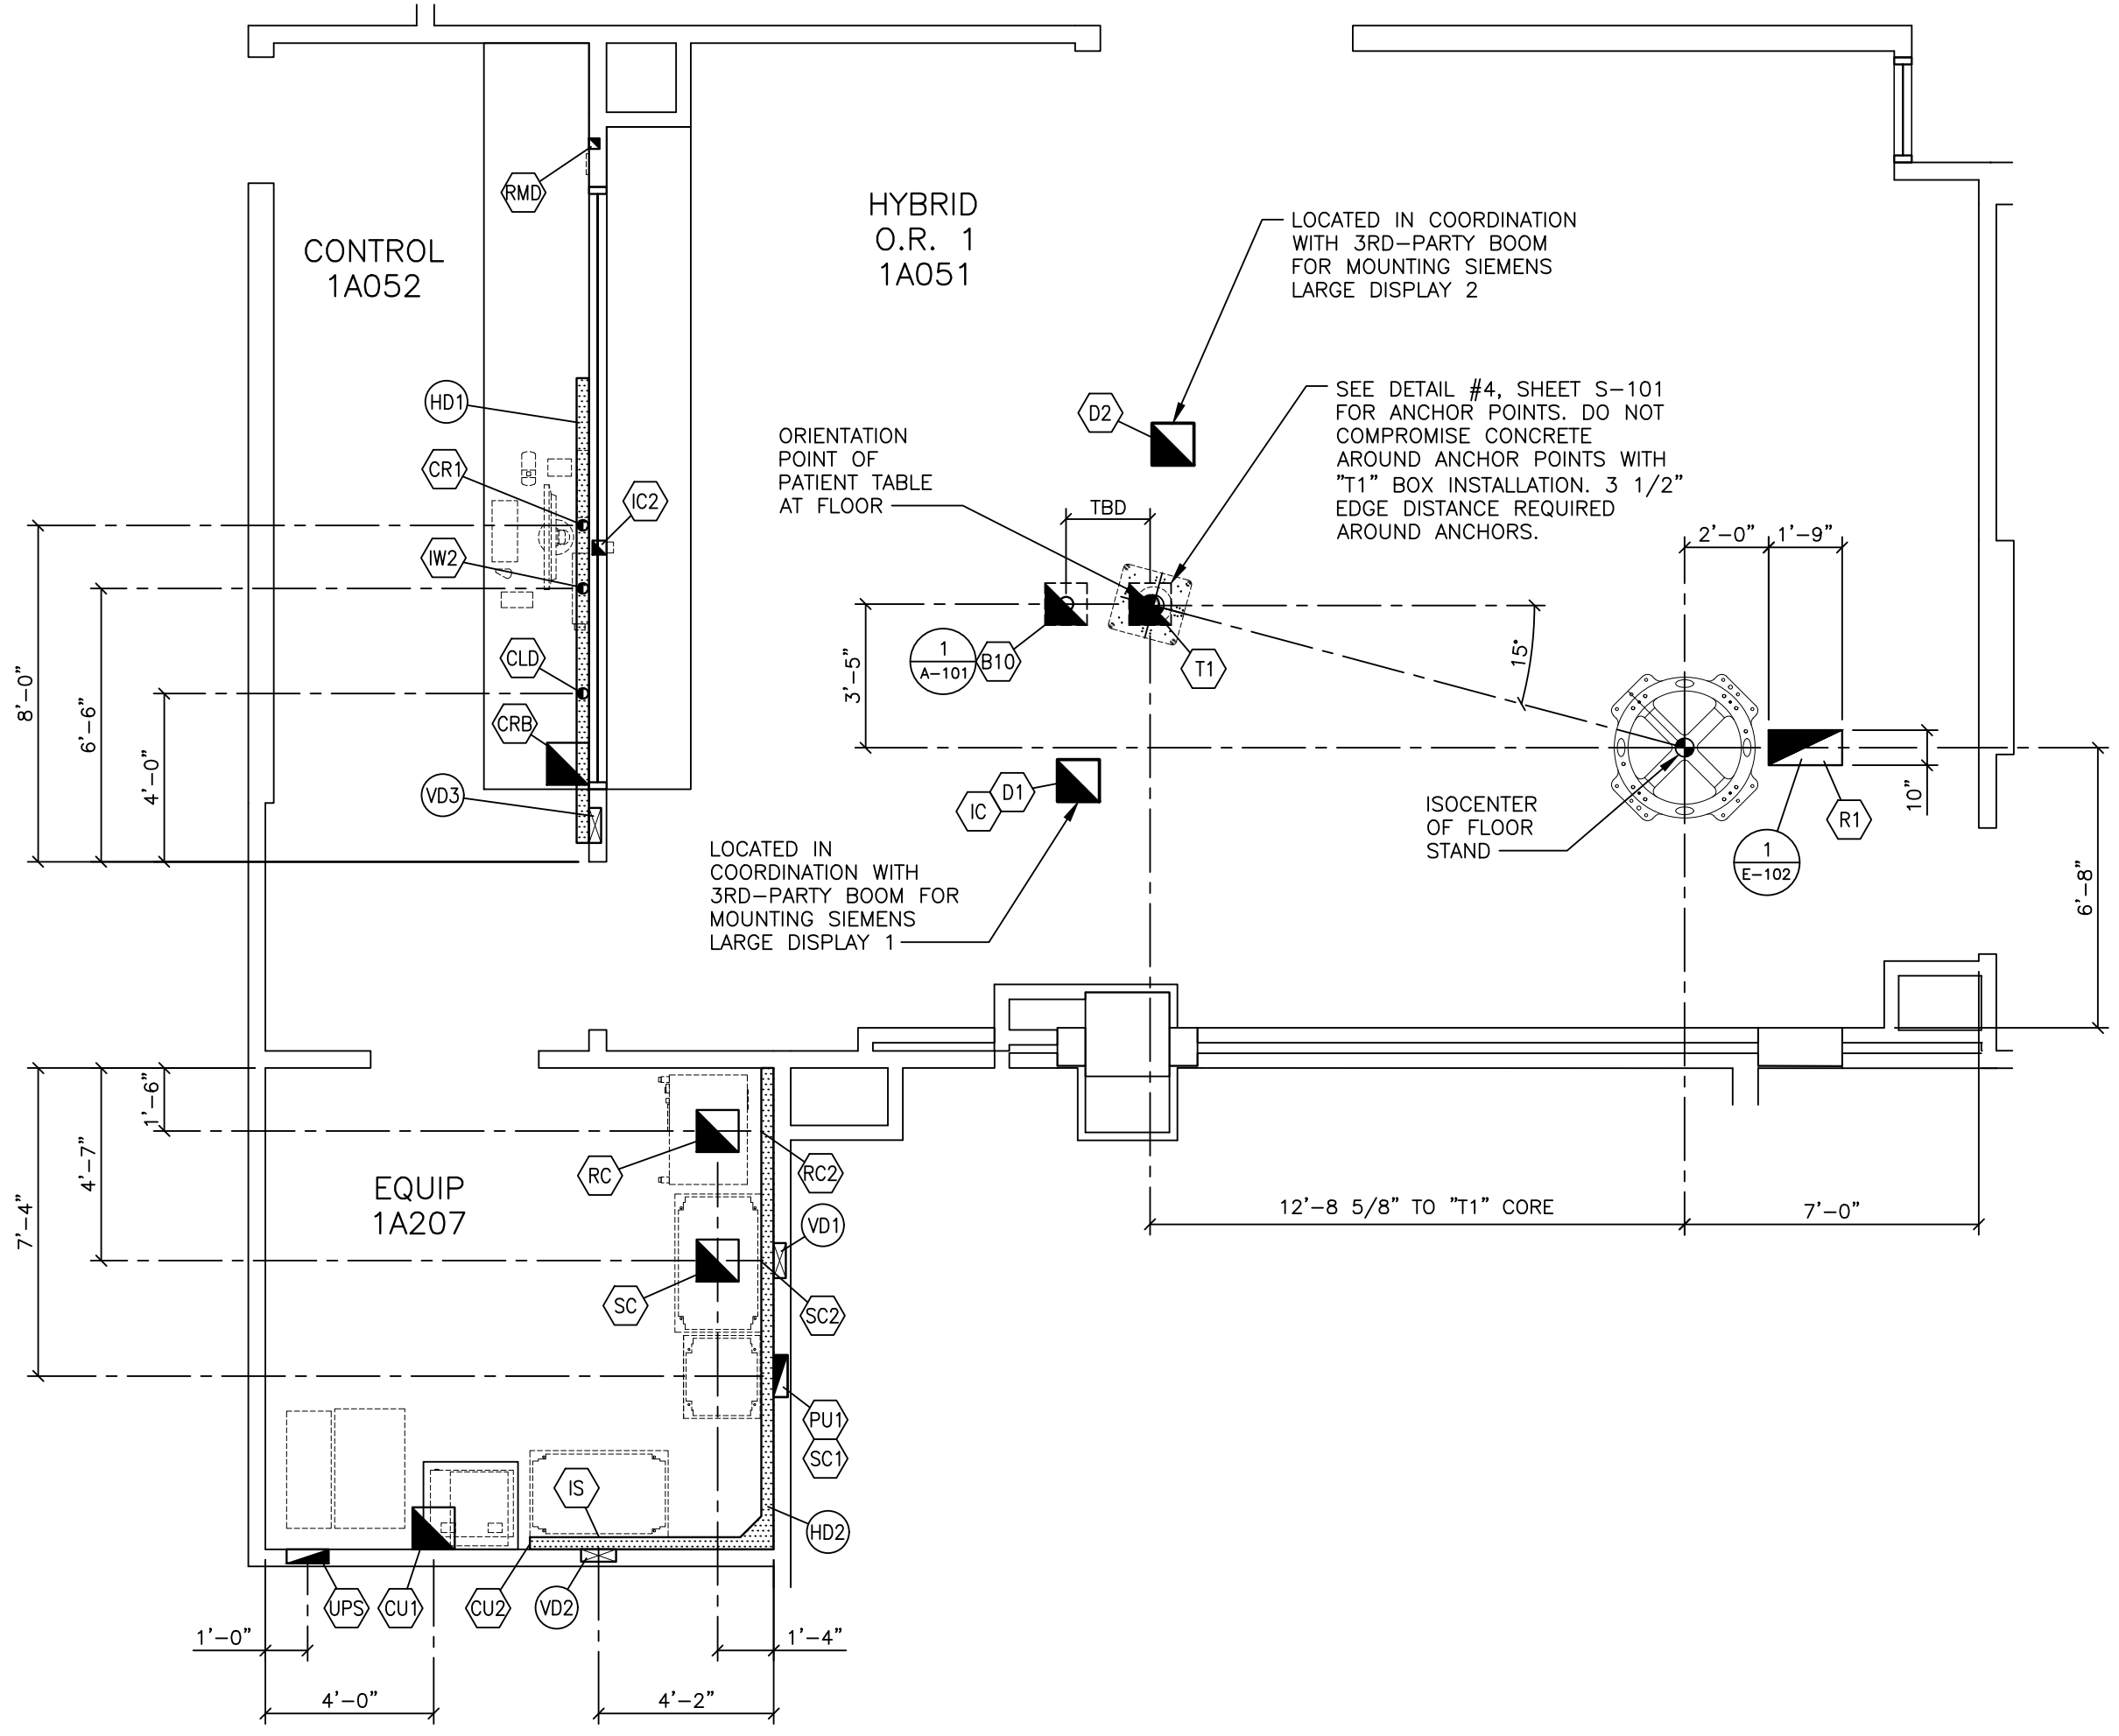 RMD
CONTROL
1A052
HYBRID
O.R. 1
1A051
LOCATED IN COORDINATION
WITH 3RD-PARTY BOOM
FOR MOUNTING SIEMENS
LARGE DISPLAY 2
HD1
CR1
IC2
IW2
CLD
CRB
VD3
8'-0"
6'-6"
4'-0"
ORIENTATION
POINT OF
PATIENT TABLE
AT FLOOR
D2
TBD
SEE DETAIL #4, SHEET S-101
FOR ANCHOR POINTS. DO NOT
COMPROMISE CONCRETE
AROUND ANCHOR POINTS WITH
"T1" BOX INSTALLATION. 3 1/2"
EDGE DISTANCE REQUIRED
AROUND ANCHORS.
2'-0"
1'-9"
1
A-101
B10
T1
3'-5"
15°
D1
IC
LOCATED IN
COORDINATION WITH
3RD-PARTY BOOM FOR
MOUNTING SIEMENS
LARGE DISPLAY 1
ISOCENTER
OF FLOOR
STAND
10"
R1
1
E-102
6'-8"
1'-6"
4'-7"
7'-4"
EQUIP
1A207
RC
RC2
VD1
SC
SC2
PU1
SC1
IS
HD2
12'-8 5/8" TO "T1" CORE
7'-0"
UPS
CU1
CU2
VD2
1'-0"
1'-4"
4'-0"
4'-2"